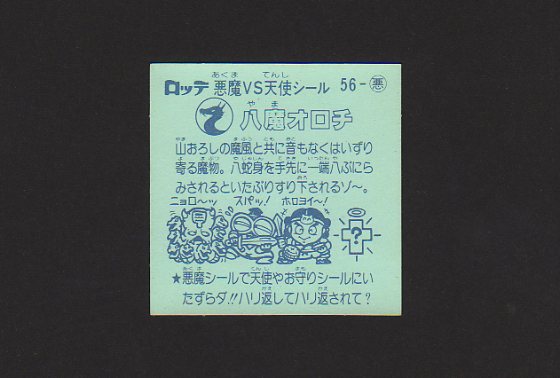 ロッテ 悪魔VS天使シール 56-悪
八魔オロチ
山おろしの魔風と共に音もなくはいずり
寄る魔物。八蛇身を手先に一端八ぶにら
みされるといたぶりすり下されるゾ〜。
ニョロ〜ッ ズパッ! ホロヨイ〜!
?
★悪魔シールで天使やお守りシールにい
たずらダ!!ハリ返してハリ返されて?